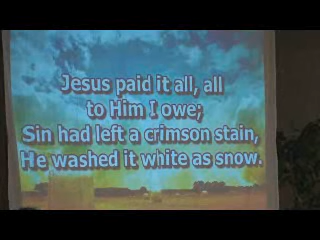 Jesus paid it all, all
to Him I owe;
Sin had left a crimson stain,
He washed it white as snow.